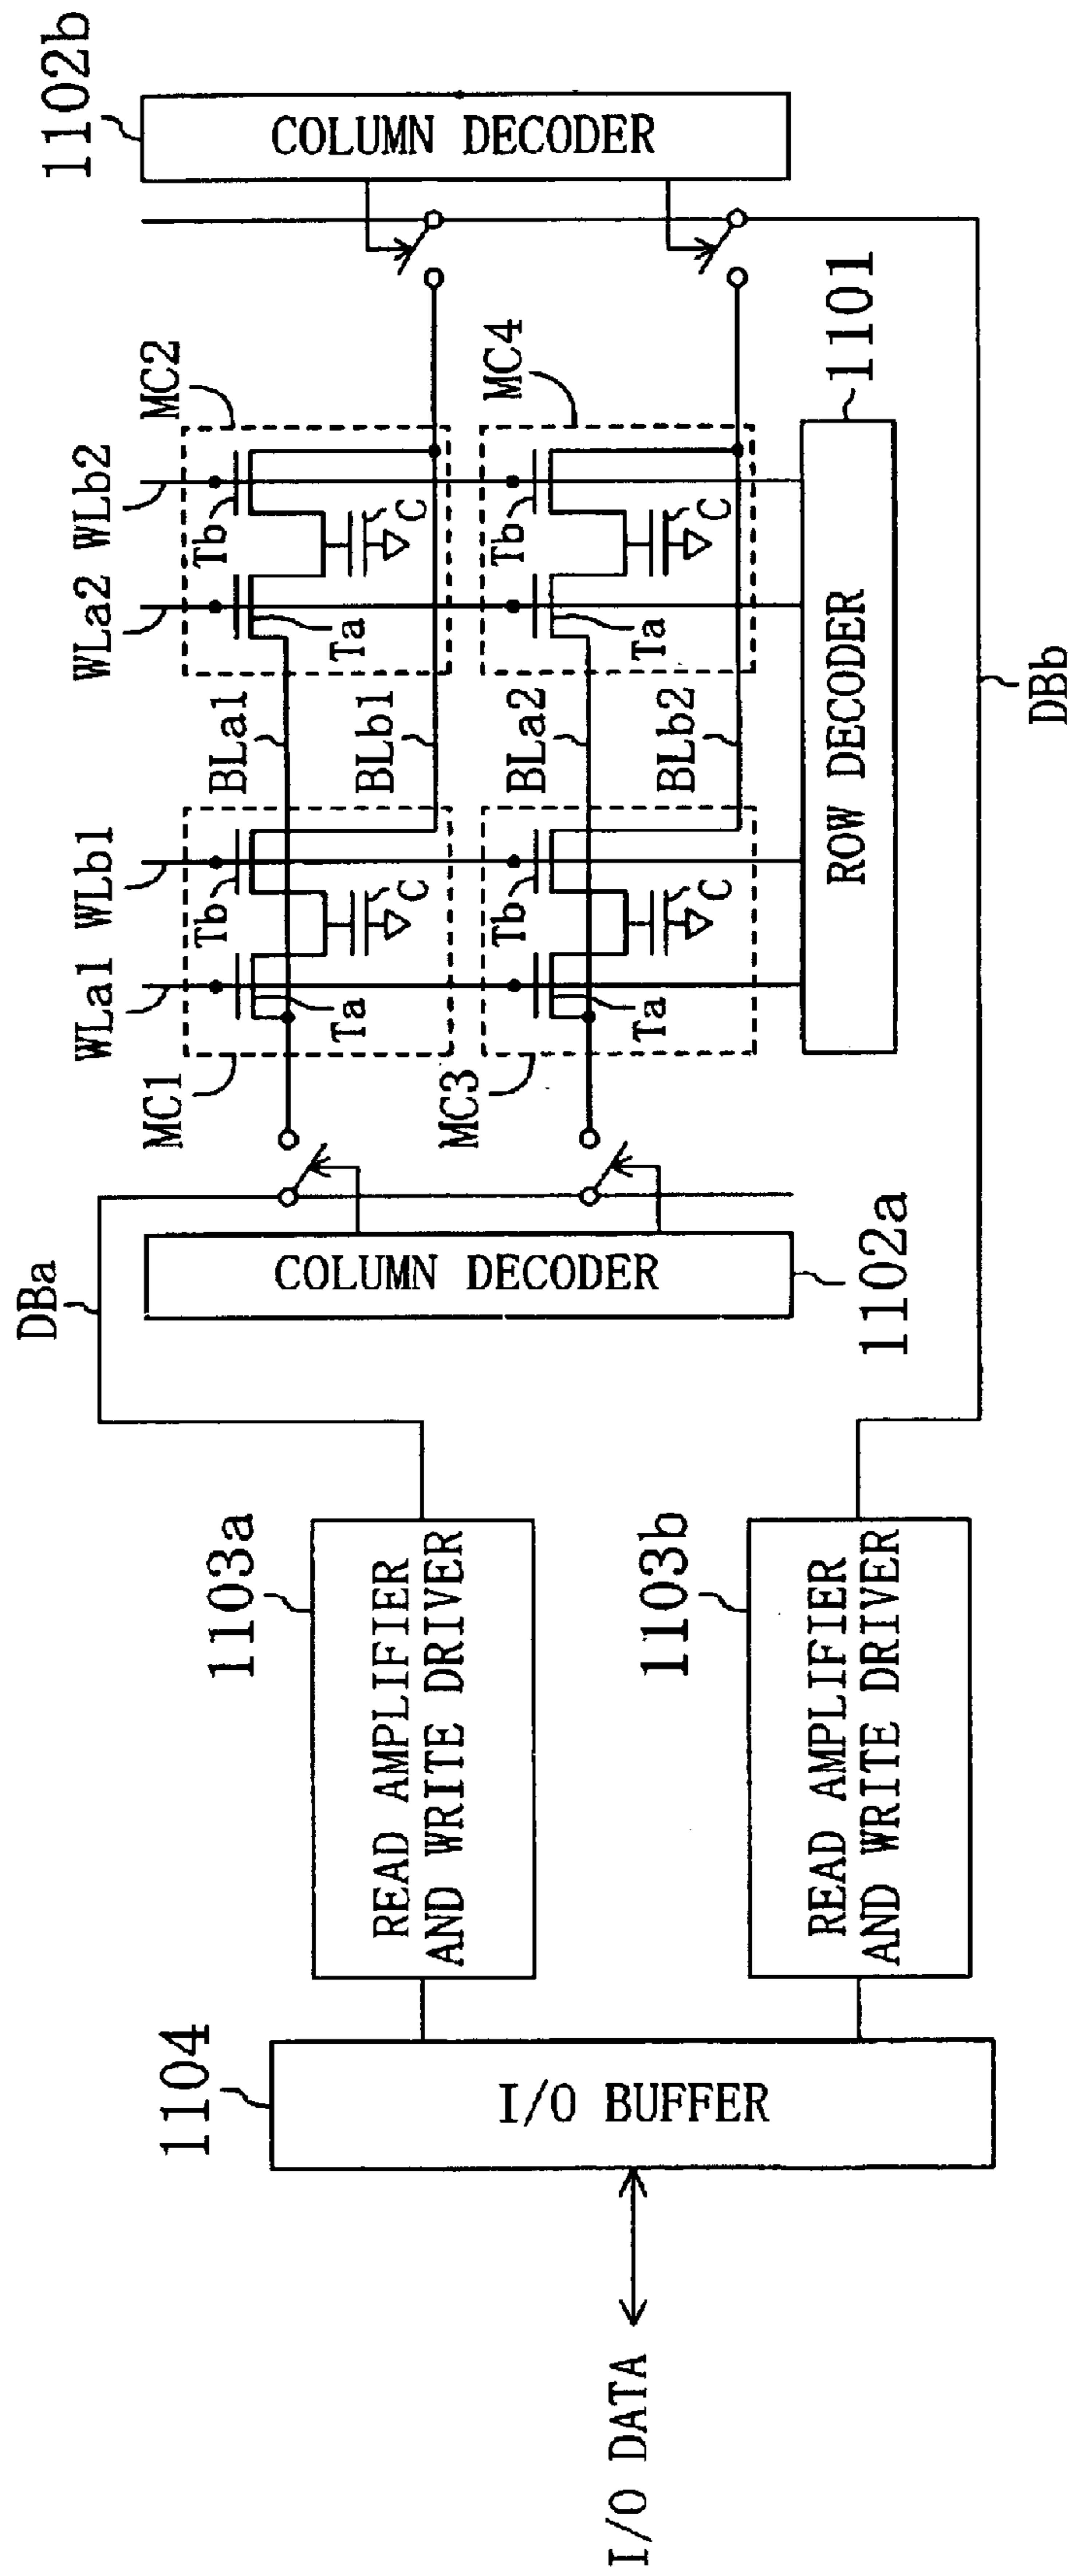 WLa1
WLb1
WLa2
WLb2
1102b
DBa
MC1
Tb
BLa1
Tb
MC2
COLUMN DECODER
Ta
C
BLb1
Ta
C
1103a
READ AMPLIFIER
AND WRITE DRIVER
COLUMN DECODER
MC3
Tb
BLa2
Tb
MC4
Ta
C
BLb2
Ta
C
1102a
ROW DECODER
1101
DBb
1104
I/O BUFFER
I/O DATA
1103b
READ AMPLIFIER
AND WRITE DRIVER